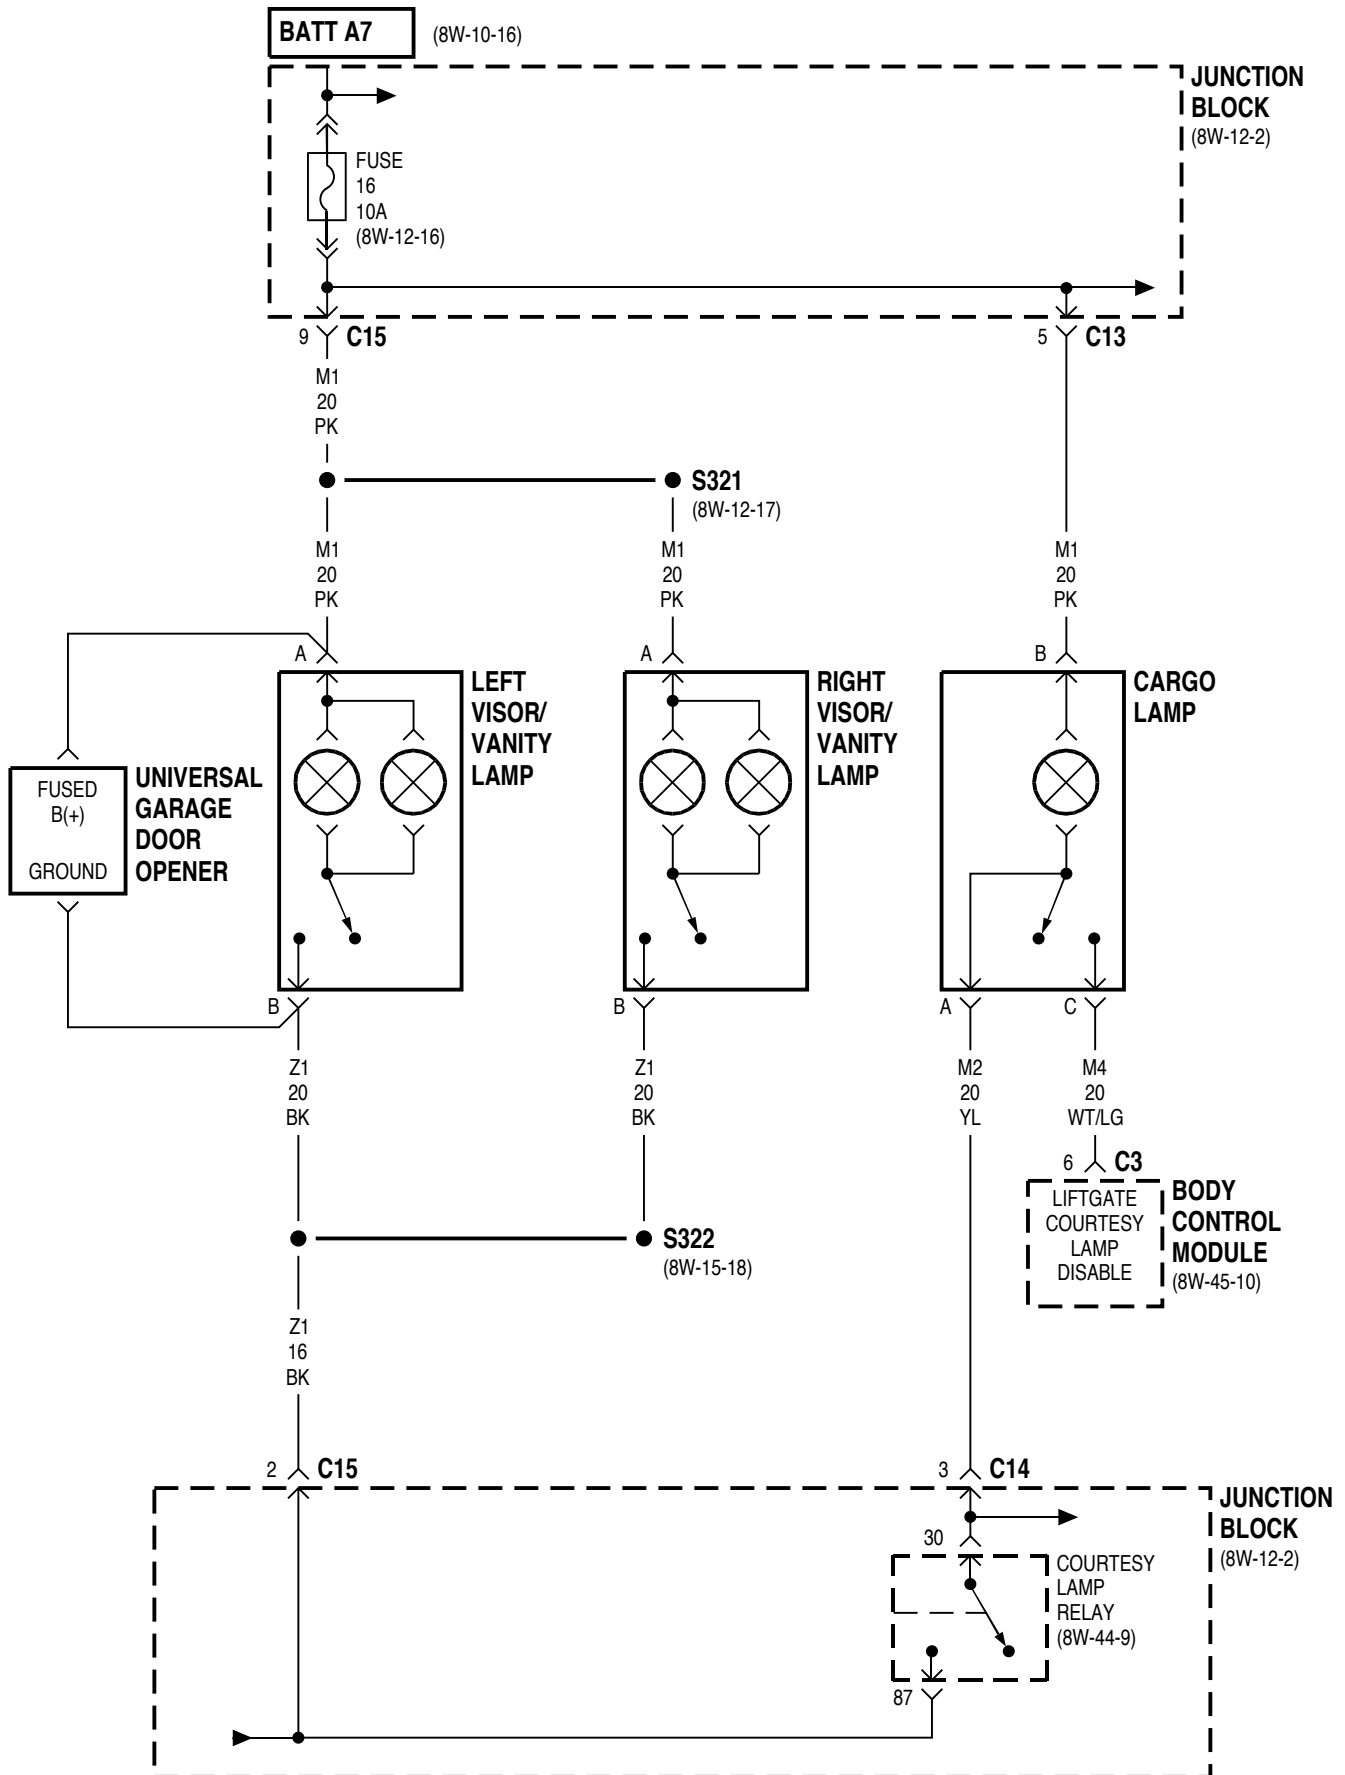 BATT A7
(8W-10-16)
JUNCTION
BLOCK
(8W-12-2)
FUSE
16
10A
(8W-12-16)
9
C15
5
C13
M1
20
PK
S321
(8W-12-17)
M1
20
PK
M1
20
PK
M1
20
PK
A
A
B
LEFT
VISOR/
VANITY
LAMP
RIGHT
VISOR/
VANITY
LAMP
CARGO
LAMP
FUSED
B(+)
GROUND
UNIVERSAL
GARAGE
DOOR
OPENER
B
B
A
C
Z1
20
BK
Z1
20
BK
M2
20
YL
M4
20
WT/LG
6
C3
LIFTGATE
COURTESY
LAMP
DISABLE
BODY
CONTROL
MODULE
(8W-45-10)
S322
(8W-15-18)
Z1
16
BK
2
C15
3
C14
JUNCTION
BLOCK
(8W-12-2)
30
COURTESY
LAMP
RELAY
(8W-44-9)
87